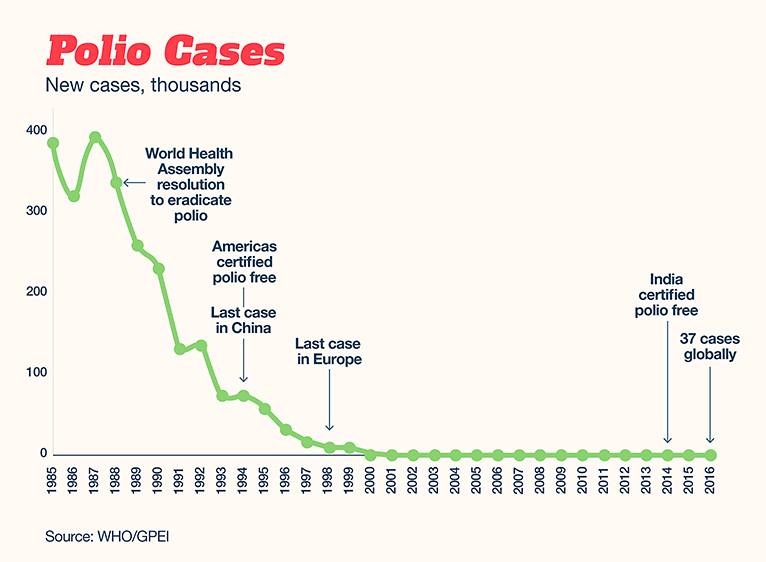 Polio Cases
New cases, thousands
400
300
200
100
0
World Health
Assembly
resolution
to eradicate
polio
Americas
certified
polio free
Last case
in China
Last case
in Europe
India
certified
polio free
37 cases
globally
1985
1986
1987
1988
1989
1990
1991
1992
1993
1994
1995
1996
1997
1998
1999
2000
2001
2002
2003
2004
2005
2006
2007
2008
2009
2010
2011
2012
2013
2014
2015
2016
Source: WHO/GPEI